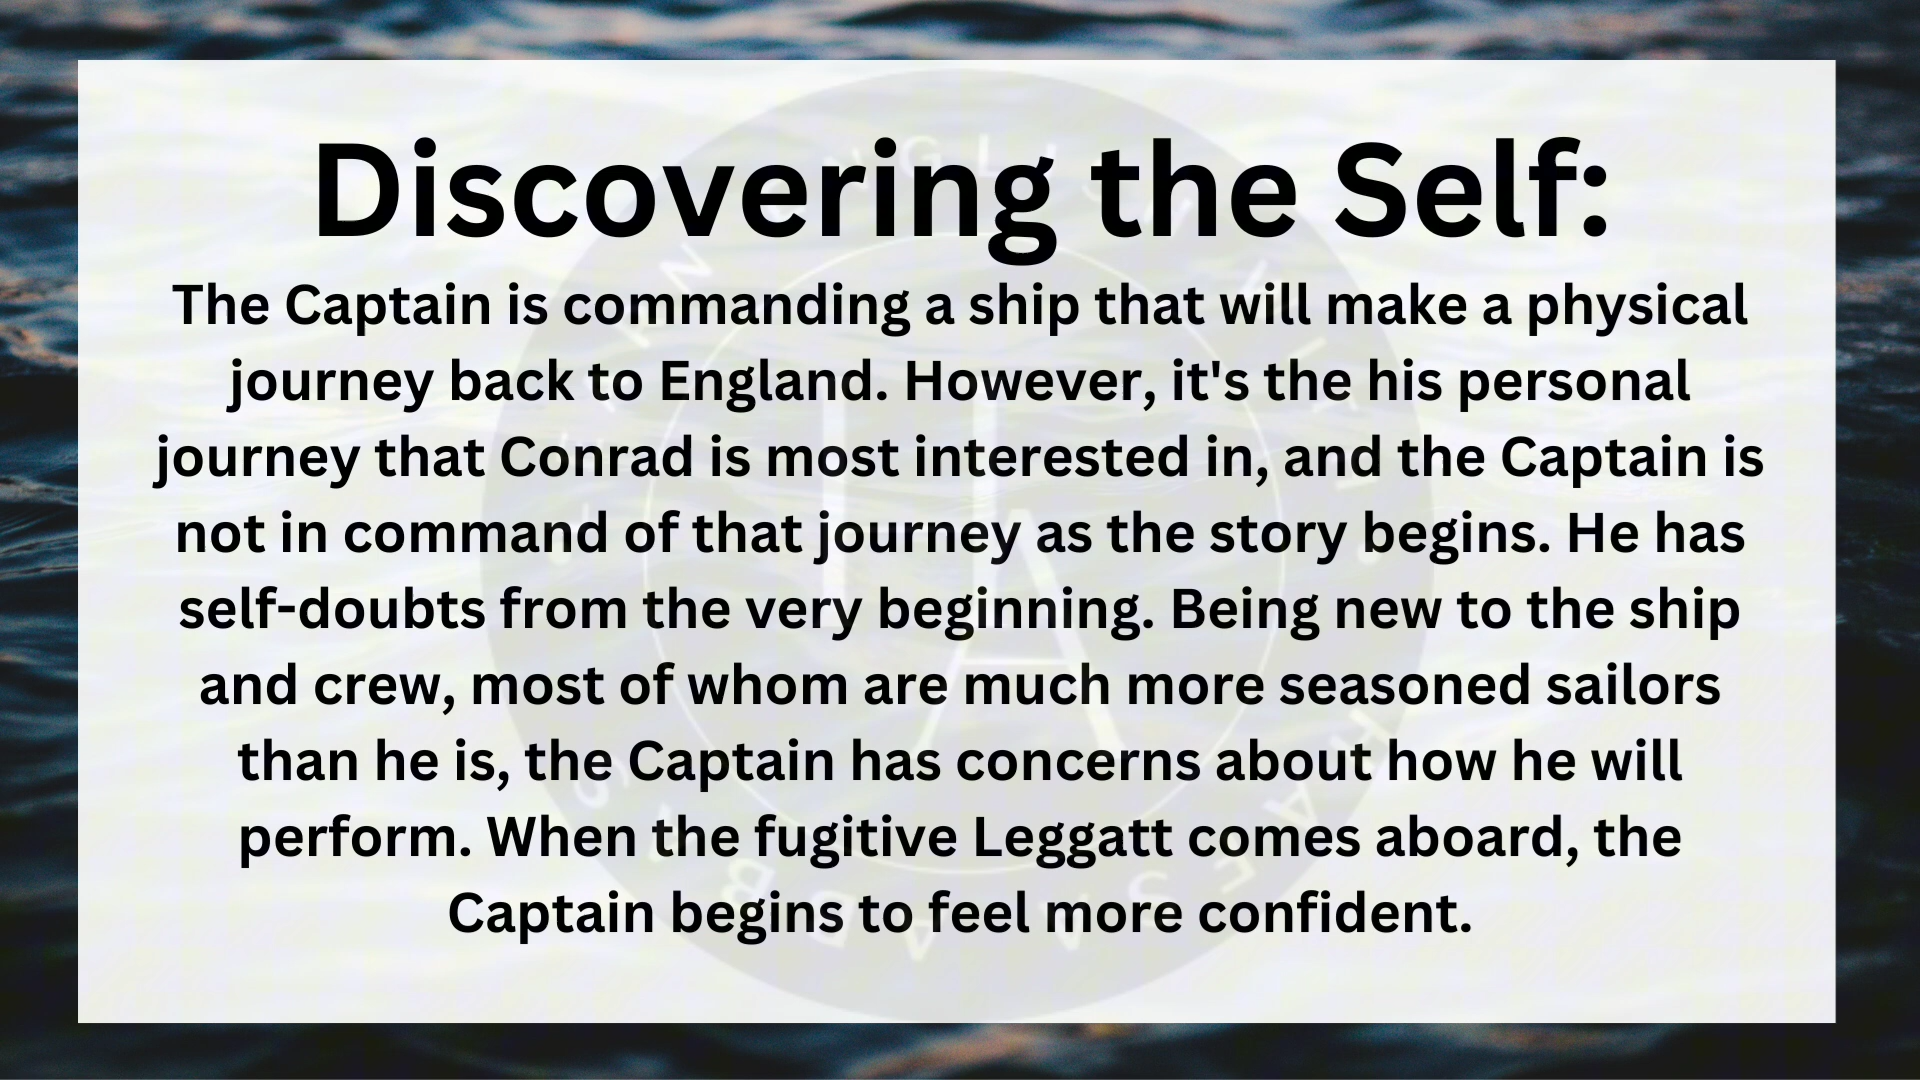 Discovering the Self:
The Captain is commanding a ship that will make a physical
journey back to England. However, it's the his personal
journey that Conrad is most interested in, and the Captain is
not in command of that journey as the story begins. He has
self-doubts from the very beginning. Being new to the ship
and crew, most of whom are much more seasoned sailors
than he is, the Captain has concerns about how he will
perform. When the fugitive Leggatt comes aboard, the
Captain begins to feel more confident.